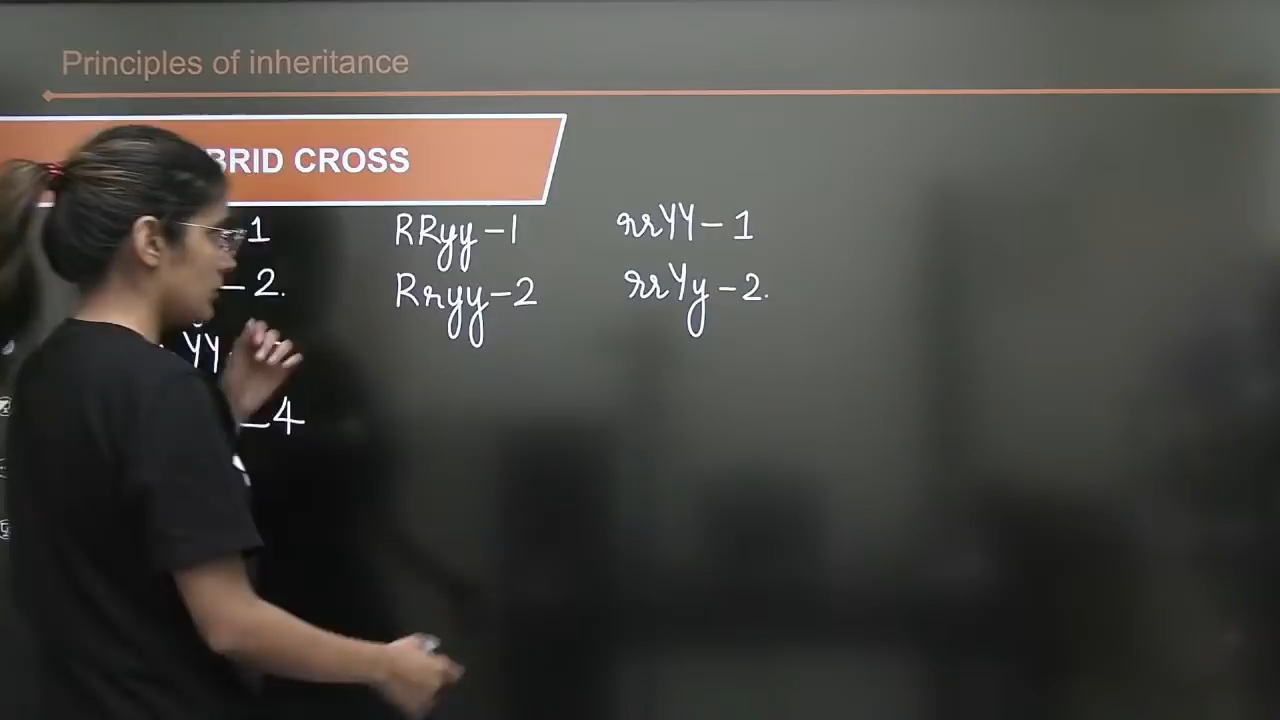 Principles of inheritance
BRID CROSS
1 RRyy - 1 rrYY - 1
- 2. Rryy - 2 rrYy - 2.
YY
- 4